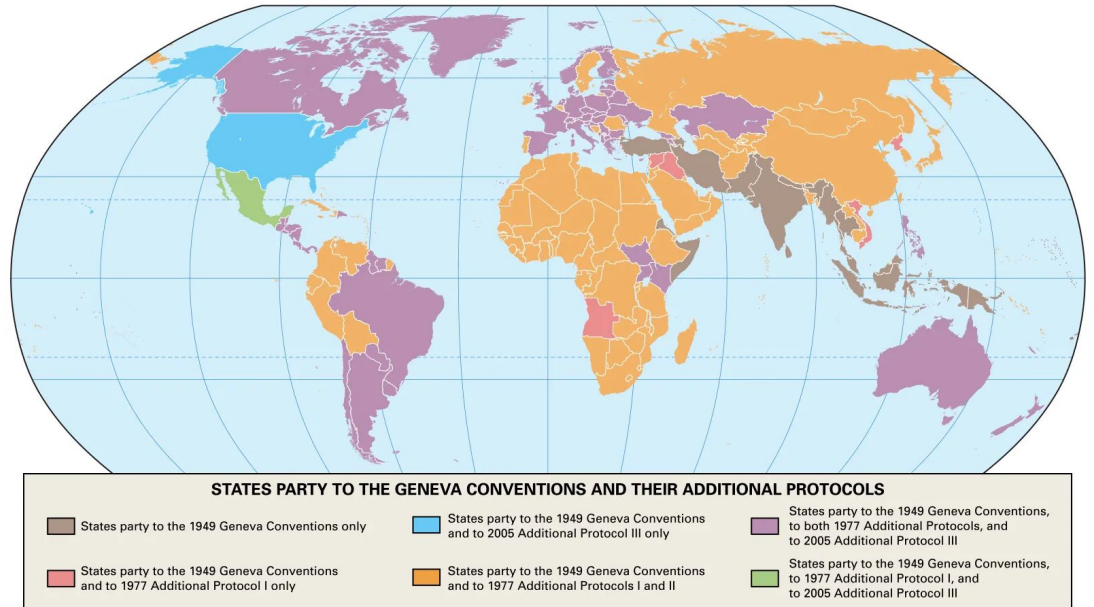 STATES PARTY TO THE GENEVA CONVENTIONS AND THEIR ADDITIONAL PROTOCOLS
States party to the 1949 Geneva Conventions only
States party to the 1949 Geneva Conventions
and to 1977 Additional Protocol I only
States party to the 1949 Geneva Conventions
and to 2005 Additional Protocol III only
States party to the 1949 Geneva Conventions
and to 1977 Additional Protocols I and II
States party to the 1949 Geneva Conventions,
to both 1977 Additional Protocols, and
to 2005 Additional Protocol III
States party to the 1949 Geneva Conventions,
to 1977 Additional Protocol I, and
to 2005 Additional Protocol III